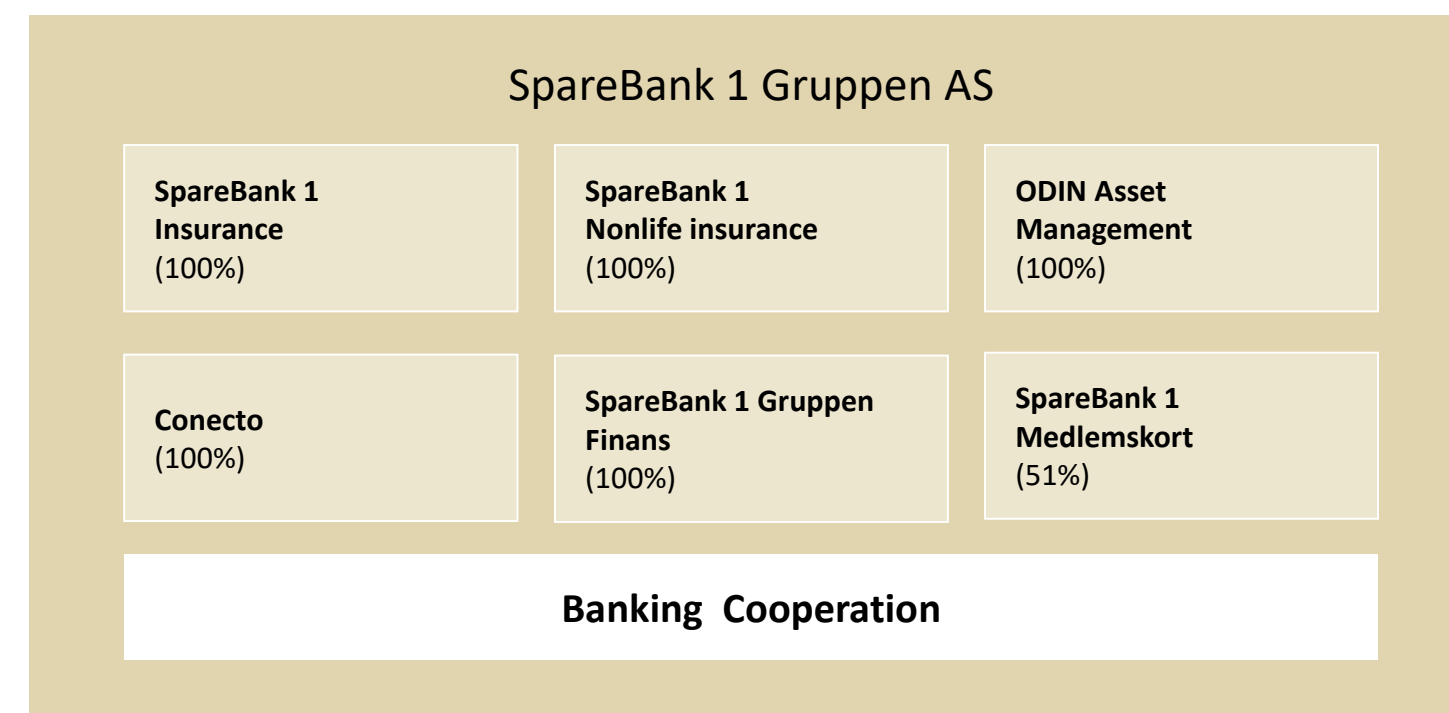 SpareBank 1 Gruppen AS
SpareBank 1
Insurance
(100%)
SpareBank 1
Nonlife insurance
(100%)
ODIN Asset
Management
(100%)
Conecto
(100%)
SpareBank 1 Gruppen
Finans
(100%)
SpareBank 1
Medlemskort
(51%)
Banking  Cooperation